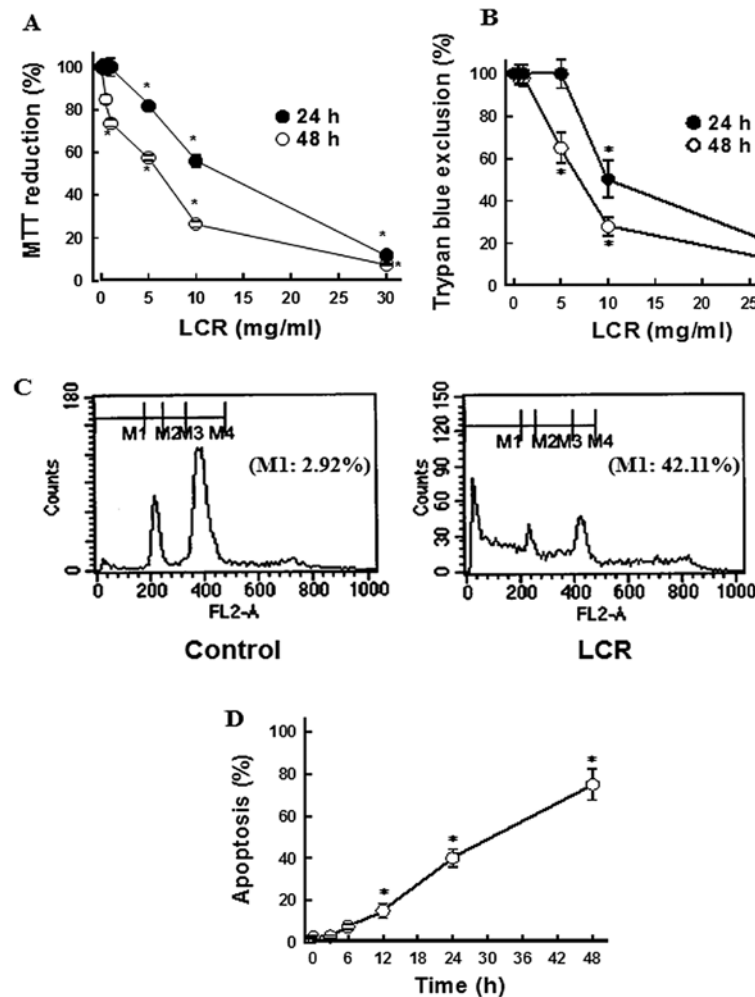 A
100
80
60
40
20
0
MTT reduction (%)
24 h
48 h
*
*
*
*
*
*
*
*
0 5 10 15 20 25 30
LCR (mg/ml)
B
100
80
60
40
20
0
Trypan blue exclusion (%)
24 h
48 h
*
*
*
0 5 10 15 20 25
LCR (mg/ml)
C
180
0
Counts
M1 M2 M3 M4
(M1: 2.92%)
0 200 400 600 800 1000
FL2-A
Control
150
120
90
60
30
0
Counts
M1 M2 M3 M4
(M1: 42.11%)
0 200 400 600 800 1000
FL2-A
LCR
D
100
80
60
40
20
0
Apoptosis (%)
*
*
*
0 6 12 18 24 30 36 42 48
Time (h)